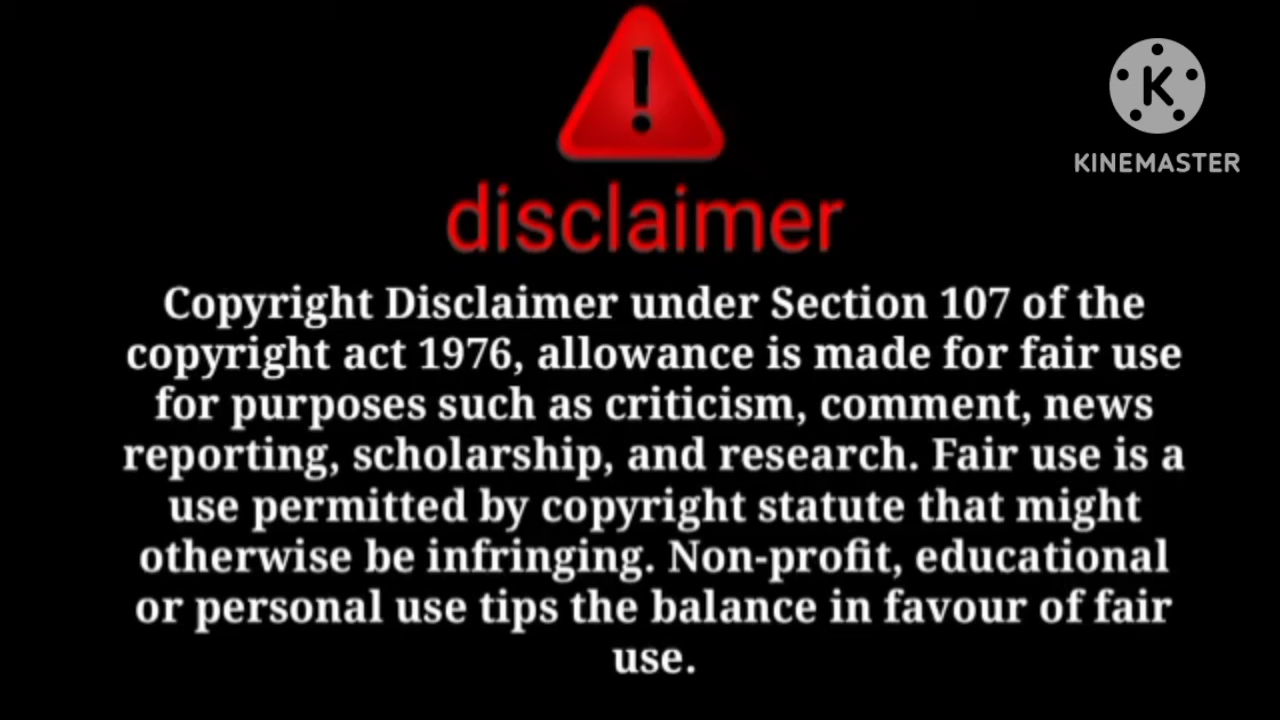 !
K
KINEMASTER
disclaimer
Copyright Disclaimer under Section 107 of the
copyright act 1976, allowance is made for fair use
for purposes such as criticism, comment, news
reporting, scholarship, and research. Fair use is a
use permitted by copyright statute that might
otherwise be infringing. Non-profit, educational
or personal use tips the balance in favour of fair
use.